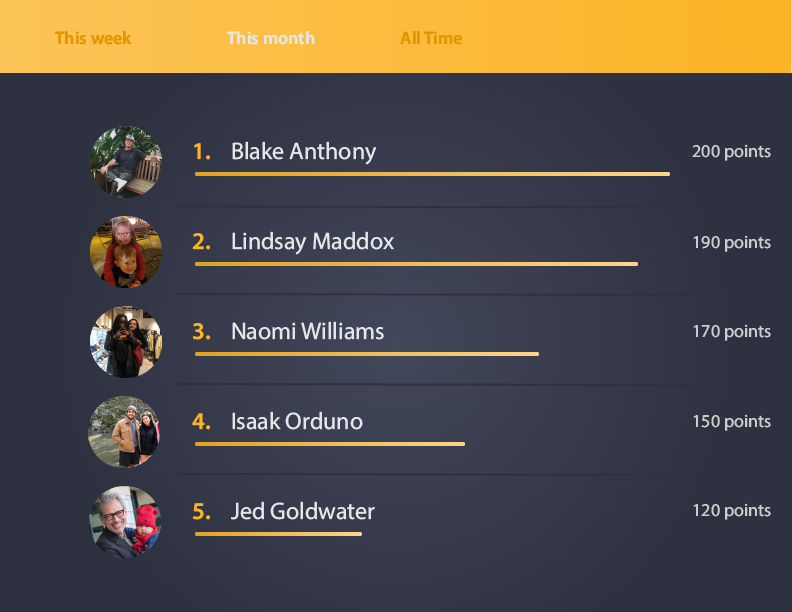 This week This month All Time
1. Blake Anthony 200 points
2. Lindsay Maddox 190 points
3. Naomi Williams 170 points
4. Isaak Orduno 150 points
5. Jed Goldwater 120 points